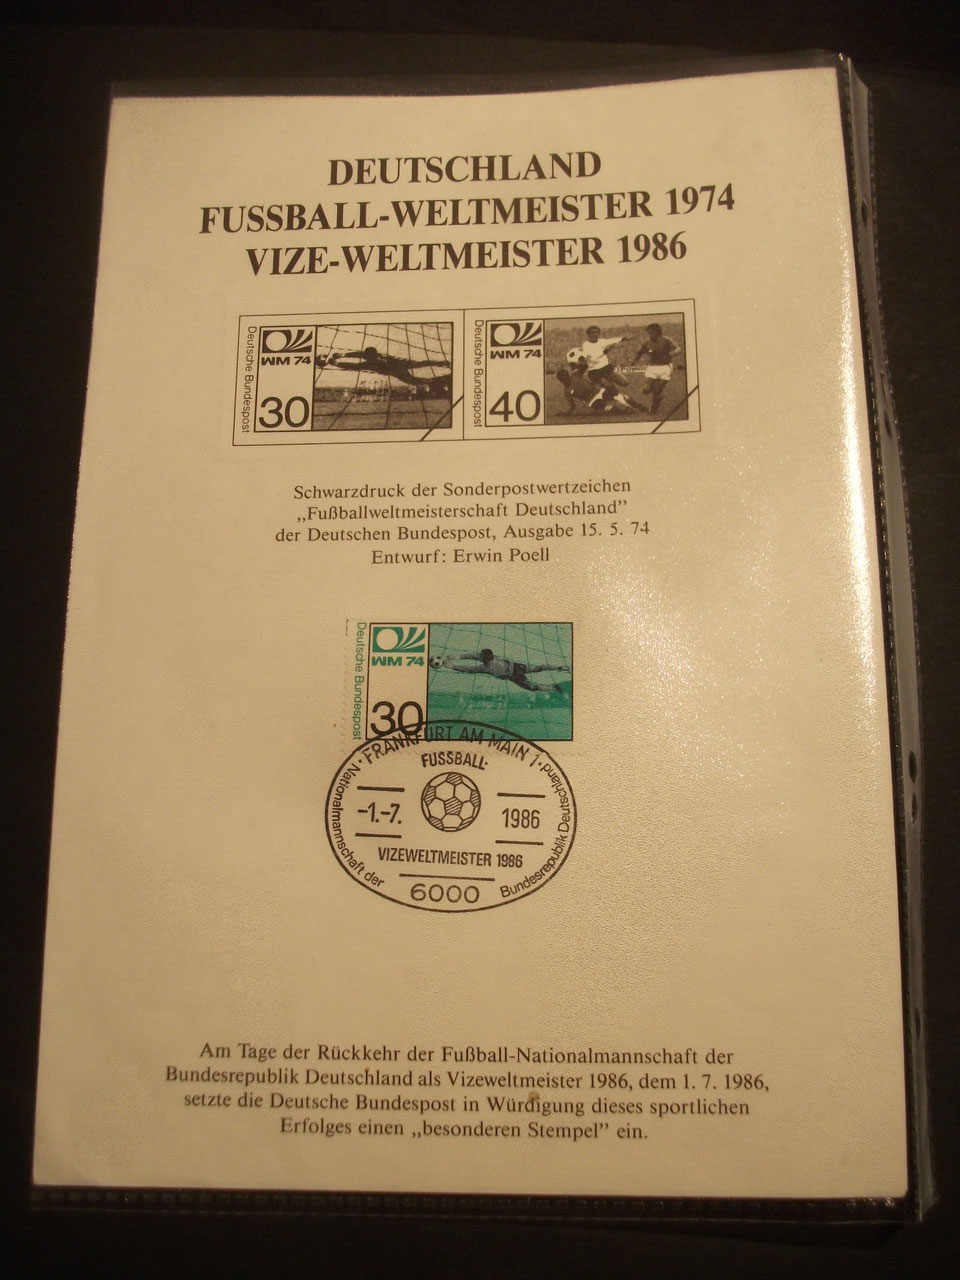 DEUTSCHLAND
FUSSBALL-WELTMEISTER 1974
VIZE-WELTMEISTER 1986
Deutsche Bundespost
WM 74
30
Deutsche Bundespost
WM 74
40
Schwarzdruck der Sonderpostwertzeichen
„Fußballweltmeisterschaft Deutschland”
der Deutschen Bundespost, Ausgabe 15. 5. 74
Entwurf: Erwin Poell
Deutsche Bundespost
WM 74
30
· FRANKFURT AM MAIN 1 ·
FUSSBALL-
-1.-7. 1986
VIZEWELTMEISTER 1986
Nationalmannschaft der
6000
Bundesrepublik Deutschland
Am Tage der Rückkehr der Fußball-Nationalmannschaft der
Bundesrepublik Deutschland als Vizeweltmeister 1986, dem 1. 7. 1986,
setzte die Deutsche Bundespost in Würdigung dieses sportlichen
Erfolges einen „besonderen Stempel” ein.